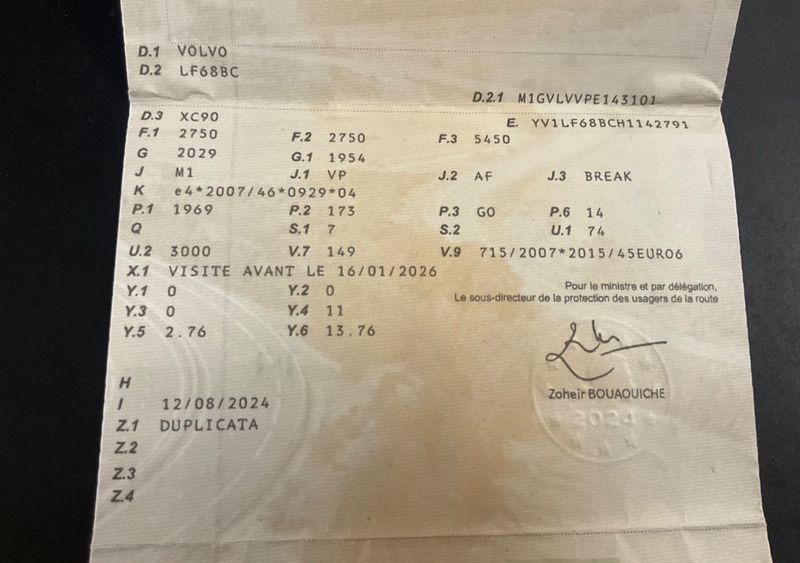 D.1 VOLVO
D.2 LF68BC
D.2.1 M1GVLVVPE143101
D.3 XC90
E. YV1LF68BCH1142791
F.1 2750 F.2 2750 F.3 5450
G 2029 G.1 1954
J M1 J.1 VP J.2 AF J.3 BREAK
K e4*2007/46*0929*04
P.1 1969 P.2 173 P.3 GO P.6 14
Q S.1 7 S.2 U.1 74
U.2 3000 V.7 149 V.9 715/2007*2015/45EURO6
X.1 VISITE AVANT LE 16/01/2026
Y.1 0 Y.2 0
Y.3 0 Y.4 11
Y.5 2.76 Y.6 13.76
Pour le ministre et par délégation,
Le sous-directeur de la protection des usagers de la route
Zoheir BOUAOUICHE
2024
H
I 12/08/2024
Z.1 DUPLICATA
Z.2
Z.3
Z.4